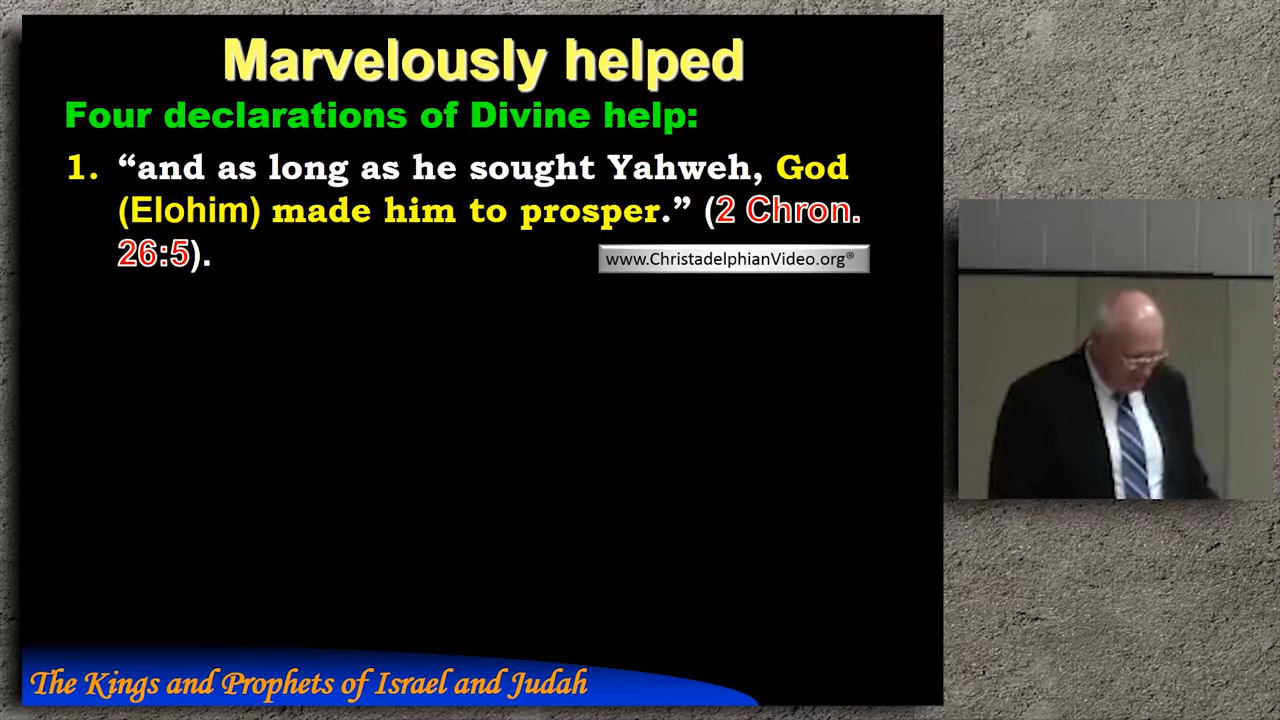 Marvelously helped
Four declarations of Divine help:
1. “and as long as he sought Yahweh, God
(Elohim) made him to prosper.” (2 Chron.
26:5).
www.ChristadelphianVideo.org®
The Kings and Prophets of Israel and Judah